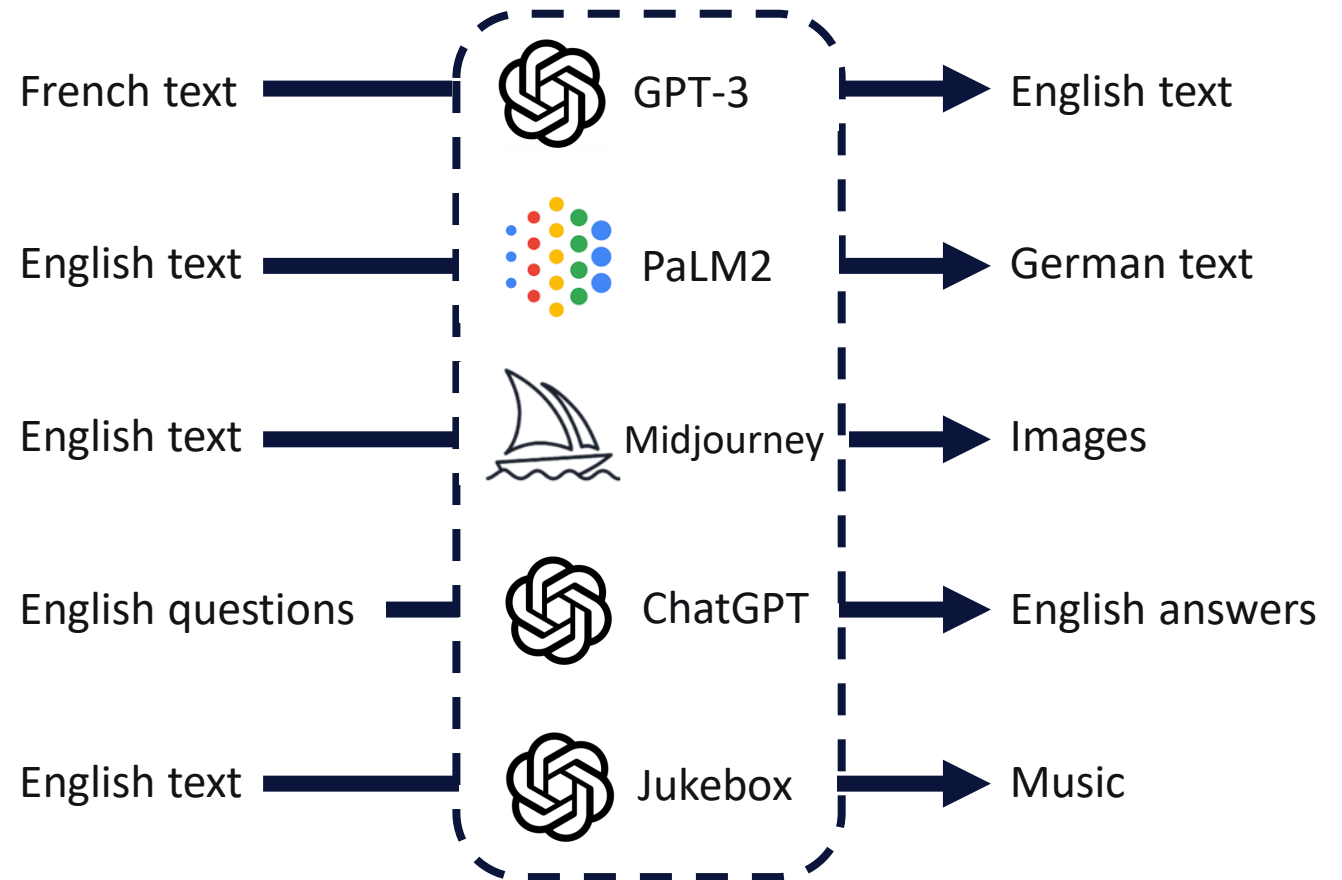 French text GPT-3 English text
English text PaLM2 German text
English text Midjourney Images
English questions ChatGPT English answers
English text Jukebox Music